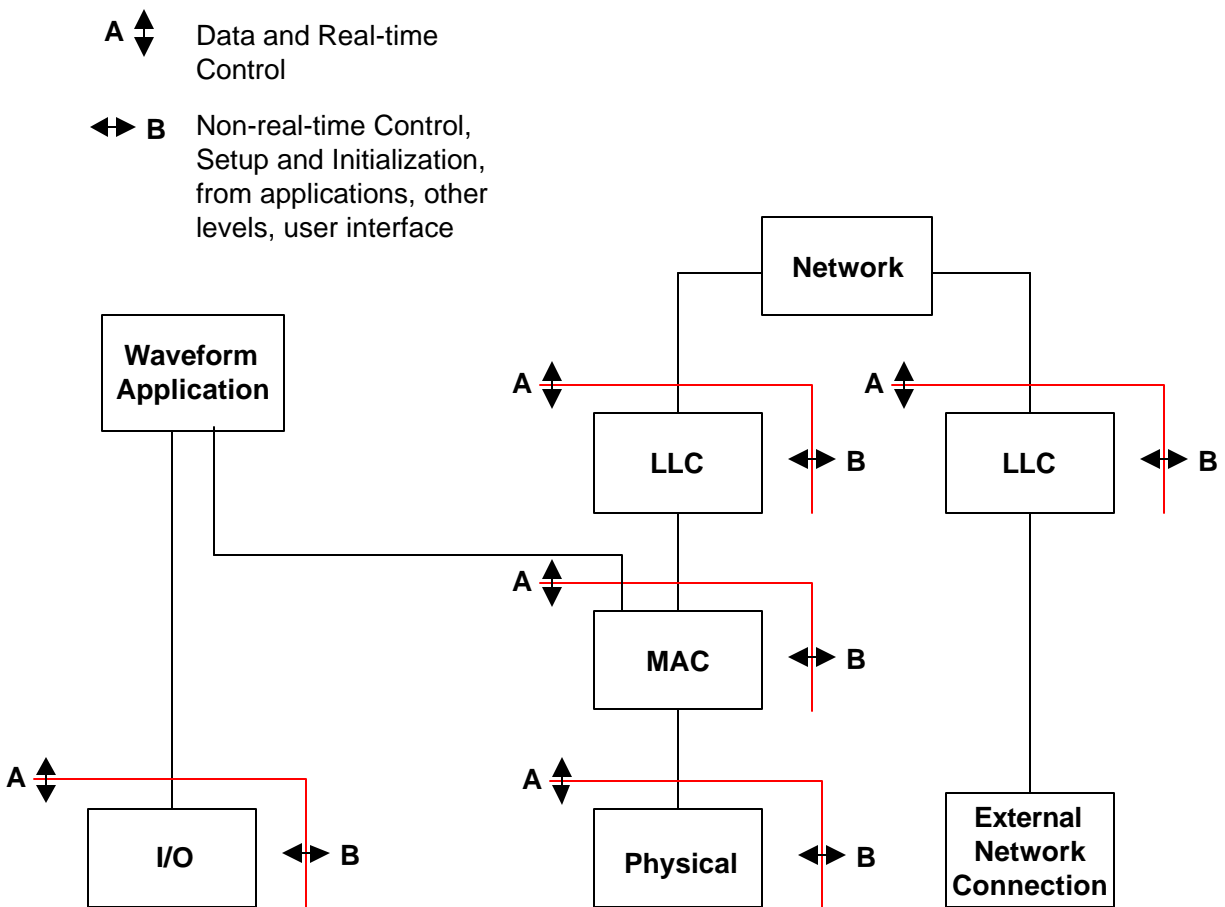 A Data and Real-time
Control
B Non-real-time Control,
Setup and Initialization,
from applications, other
levels, user interface
Network
Waveform
Application
A
A
LLC
B
LLC
B
A
MAC
B
A
A
I/O
B
Physical
B
External
Network
Connection